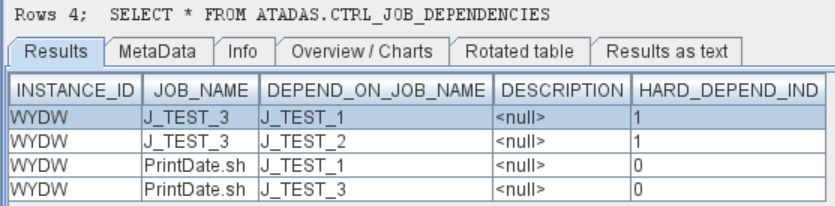 Rows 4;  SELECT * FROM ATADAS.CTRL_JOB_DEPENDENCIES
Results MetaData Info Overview / Charts Rotated table Results as text
INSTANCE_ID JOB_NAME DEPEND_ON_JOB_NAME DESCRIPTION HARD_DEPEND_IND
WYDW J_TEST_3 J_TEST_1 <null> 1
WYDW J_TEST_3 J_TEST_2 <null> 1
WYDW PrintDate.sh J_TEST_1 <null> 0
WYDW PrintDate.sh J_TEST_3 <null> 0